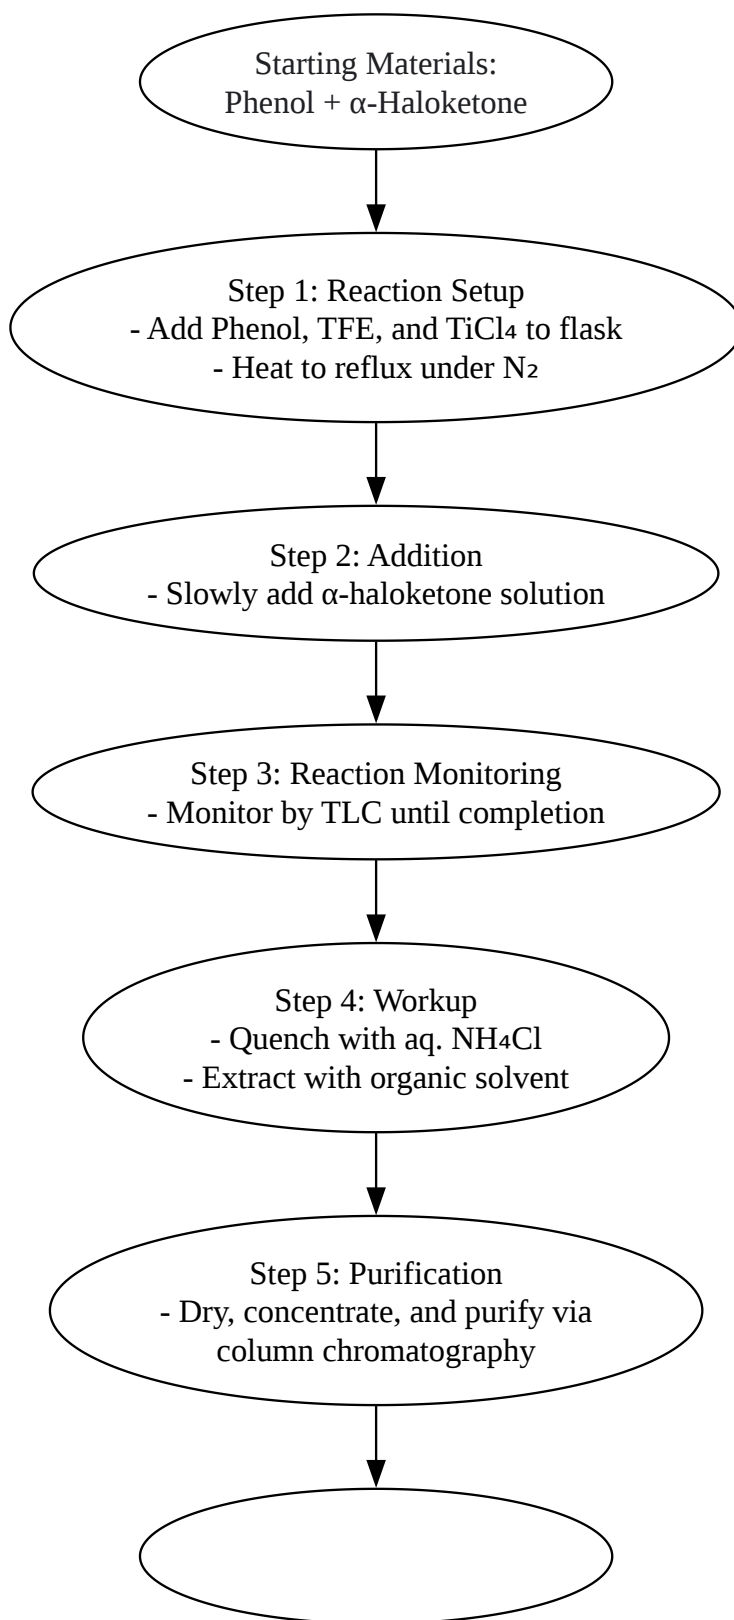 Starting Materials:
Phenol + α-Haloketone
Step 1: Reaction Setup
- Add Phenol, TFE, and TiCl₄ to flask
- Heat to reflux under N₂
Step 2: Addition
- Slowly add α-haloketone solution
Step 3: Reaction Monitoring
- Monitor by TLC until completion
Step 4: Workup
- Quench with aq. NH₄Cl
- Extract with organic solvent
Step 5: Purification
- Dry, concentrate, and purify via
column chromatography